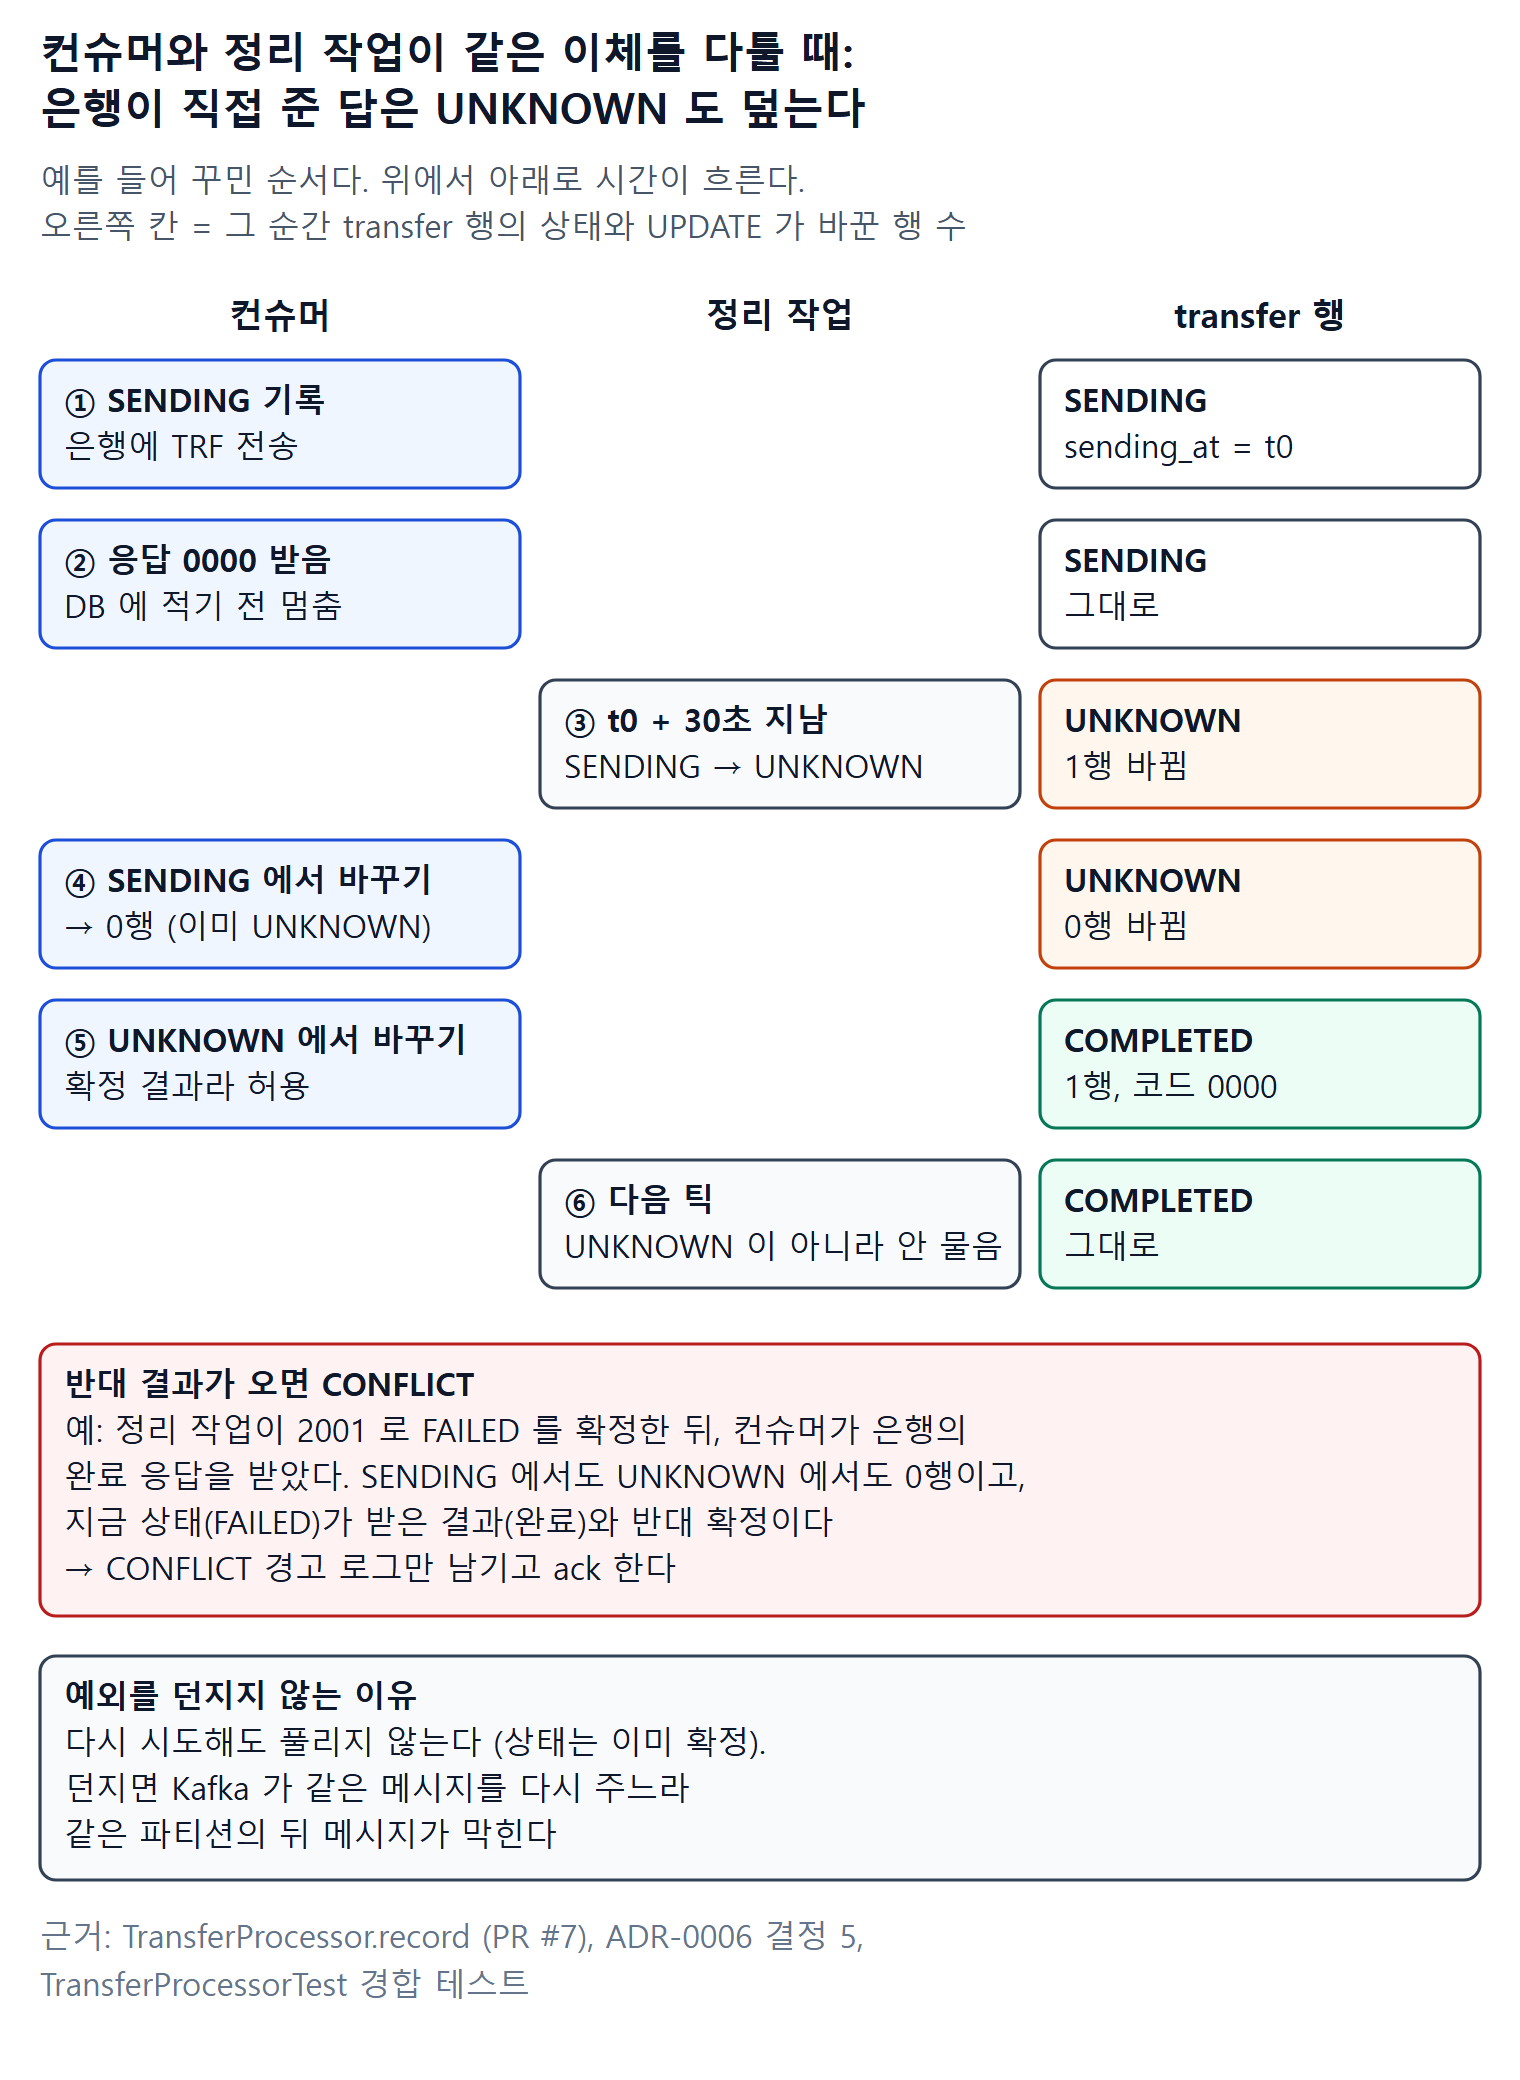 컨슈머와 정리 작업이 같은 이체를 다툴 때:
은행이 직접 준 답은 UNKNOWN 도 덮는다
예를 들어 꾸민 순서다. 위에서 아래로 시간이 흐른다.
오른쪽 칸 = 그 순간 transfer 행의 상태와 UPDATE 가 바꾼 행 수
컨슈머
정리 작업
transfer 행
① SENDING 기록
은행에 TRF 전송
SENDING
sending_at = t0
② 응답 0000 받음
DB 에 적기 전 멈춤
SENDING
그대로
③ t0 + 30초 지남
SENDING → UNKNOWN
UNKNOWN
1행 바뀜
④ SENDING 에서 바꾸기
→ 0행 (이미 UNKNOWN)
UNKNOWN
0행 바뀜
⑤ UNKNOWN 에서 바꾸기
확정 결과라 허용
COMPLETED
1행, 코드 0000
⑥ 다음 틱
UNKNOWN 이 아니라 안 물음
COMPLETED
그대로
반대 결과가 오면 CONFLICT
예: 정리 작업이 2001 로 FAILED 를 확정한 뒤, 컨슈머가 은행의
완료 응답을 받았다. SENDING 에서도 UNKNOWN 에서도 0행이고,
지금 상태(FAILED)가 받은 결과(완료)와 반대 확정이다
→ CONFLICT 경고 로그만 남기고 ack 한다
예외를 던지지 않는 이유
다시 시도해도 풀리지 않는다 (상태는 이미 확정).
던지면 Kafka 가 같은 메시지를 다시 주느라
같은 파티션의 뒤 메시지가 막힌다
근거: TransferProcessor.record (PR #7), ADR-0006 결정 5,
TransferProcessorTest 경합 테스트